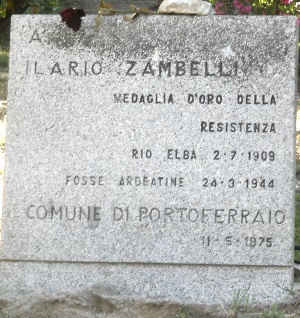 A
ILARIO ZAMBELLI
MEDAGLIA D'ORO DELLA
RESISTENZA
RIO ELBA 2-7-1909
FOSSE ARDEATINE 24-3-1944
COMUNE DI PORTOFERRAIO
11-5-1975